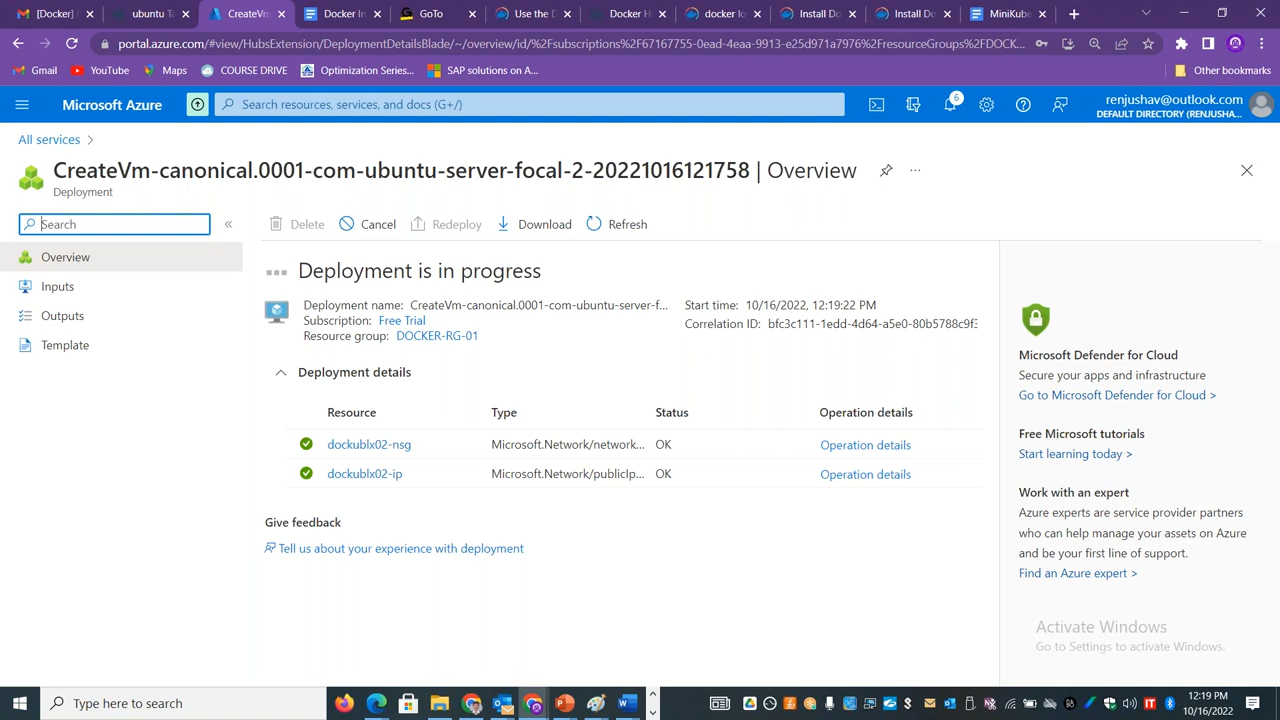 [Docker]
ubuntu Ta
CreateVm
Docker In
GoTo
Use the D
Docker H
docker lo
Install Do
Install Do
MiniKube
portal.azure.com/#view/HubsExtension/DeploymentDetailsBlade/~/overview/id/%2Fsubscriptions%2F67167755-0ead-4eaa-9913-e25d971a7976%2FresourceGroups%2FDOCK...
Gmail
YouTube
Maps
COURSE DRIVE
Optimization Series...
SAP solutions on A...
Other bookmarks
Microsoft Azure
Search resources, services, and docs (G+/)
6
renjushav@outlook.com
DEFAULT DIRECTORY (RENJUSHA...
All services
CreateVm-canonical.0001-com-ubuntu-server-focal-2-20221016121758 | Overview
Deployment
Search
Delete
Cancel
Redeploy
Download
Refresh
Overview
Inputs
Outputs
Template
Deployment is in progress
Deployment name: CreateVm-canonical.0001-com-ubuntu-server-f...
Subscription: Free Trial
Resource group: DOCKER-RG-01
Start time: 10/16/2022, 12:19:22 PM
Correlation ID: bfc3c111-1edd-4d64-a5e0-80b5788c9f3
Deployment details
Resource Type Status Operation details
dockublx02-nsg Microsoft.Network/network... OK Operation details
dockublx02-ip Microsoft.Network/publicIp... OK Operation details
Give feedback
Tell us about your experience with deployment
Microsoft Defender for Cloud
Secure your apps and infrastructure
Go to Microsoft Defender for Cloud >
Free Microsoft tutorials
Start learning today >
Work with an expert
Azure experts are service provider partners
who can help manage your assets on Azure
and be your first line of support.
Find an Azure expert >
Activate Windows
Go to Settings to activate Windows.
Type here to search
12:19 PM
10/16/2022